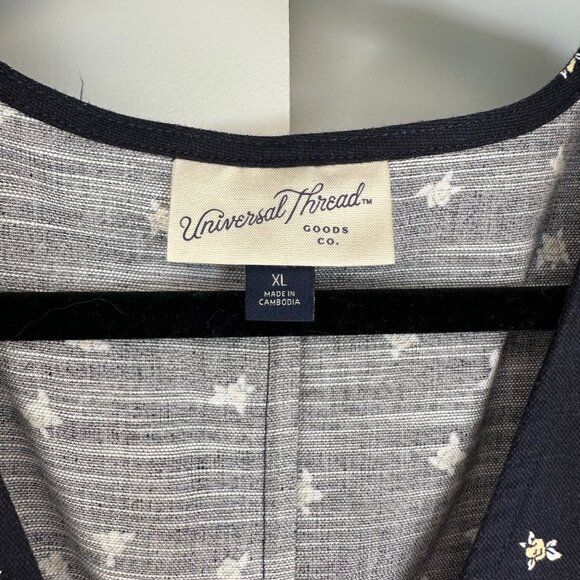 Universal Thread™
GOODS
CO.
XL
MADE IN
CAMBODIA